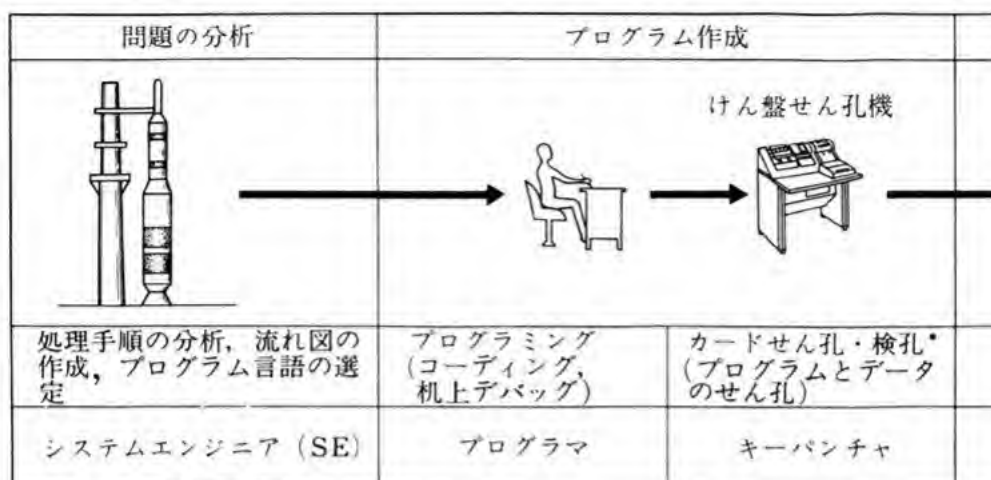 問題の分析
プログラム作成
けん盤せん孔機
処理手順の分析，流れ図の
作成，プログラム言語の選
定
プログラミング
(コーディング，
机上デバッグ)
カードせん孔・検孔*
(プログラムとデータ
のせん孔)
システムエンジニア (SE)
プログラマ
キーパンチャ